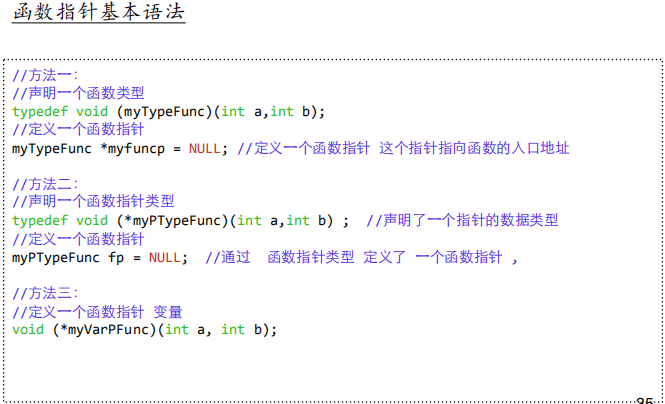 函数指针基本语法
//方法一：
//声明一个函数类型
typedef void (myTypeFunc)(int a,int b);
//定义一个函数指针
myTypeFunc *myfuncp = NULL; //定义一个函数指针 这个指针指向函数的入口地址
//方法二：
//声明一个函数指针类型
typedef void (*myPTypeFunc)(int a,int b) ; //声明了一个指针的数据类型
//定义一个函数指针
myPTypeFunc fp = NULL; //通过 函数指针类型 定义了 一个函数指针 ,
//方法三：
//定义一个函数指针 变量
void (*myVarPFunc)(int a, int b);
35